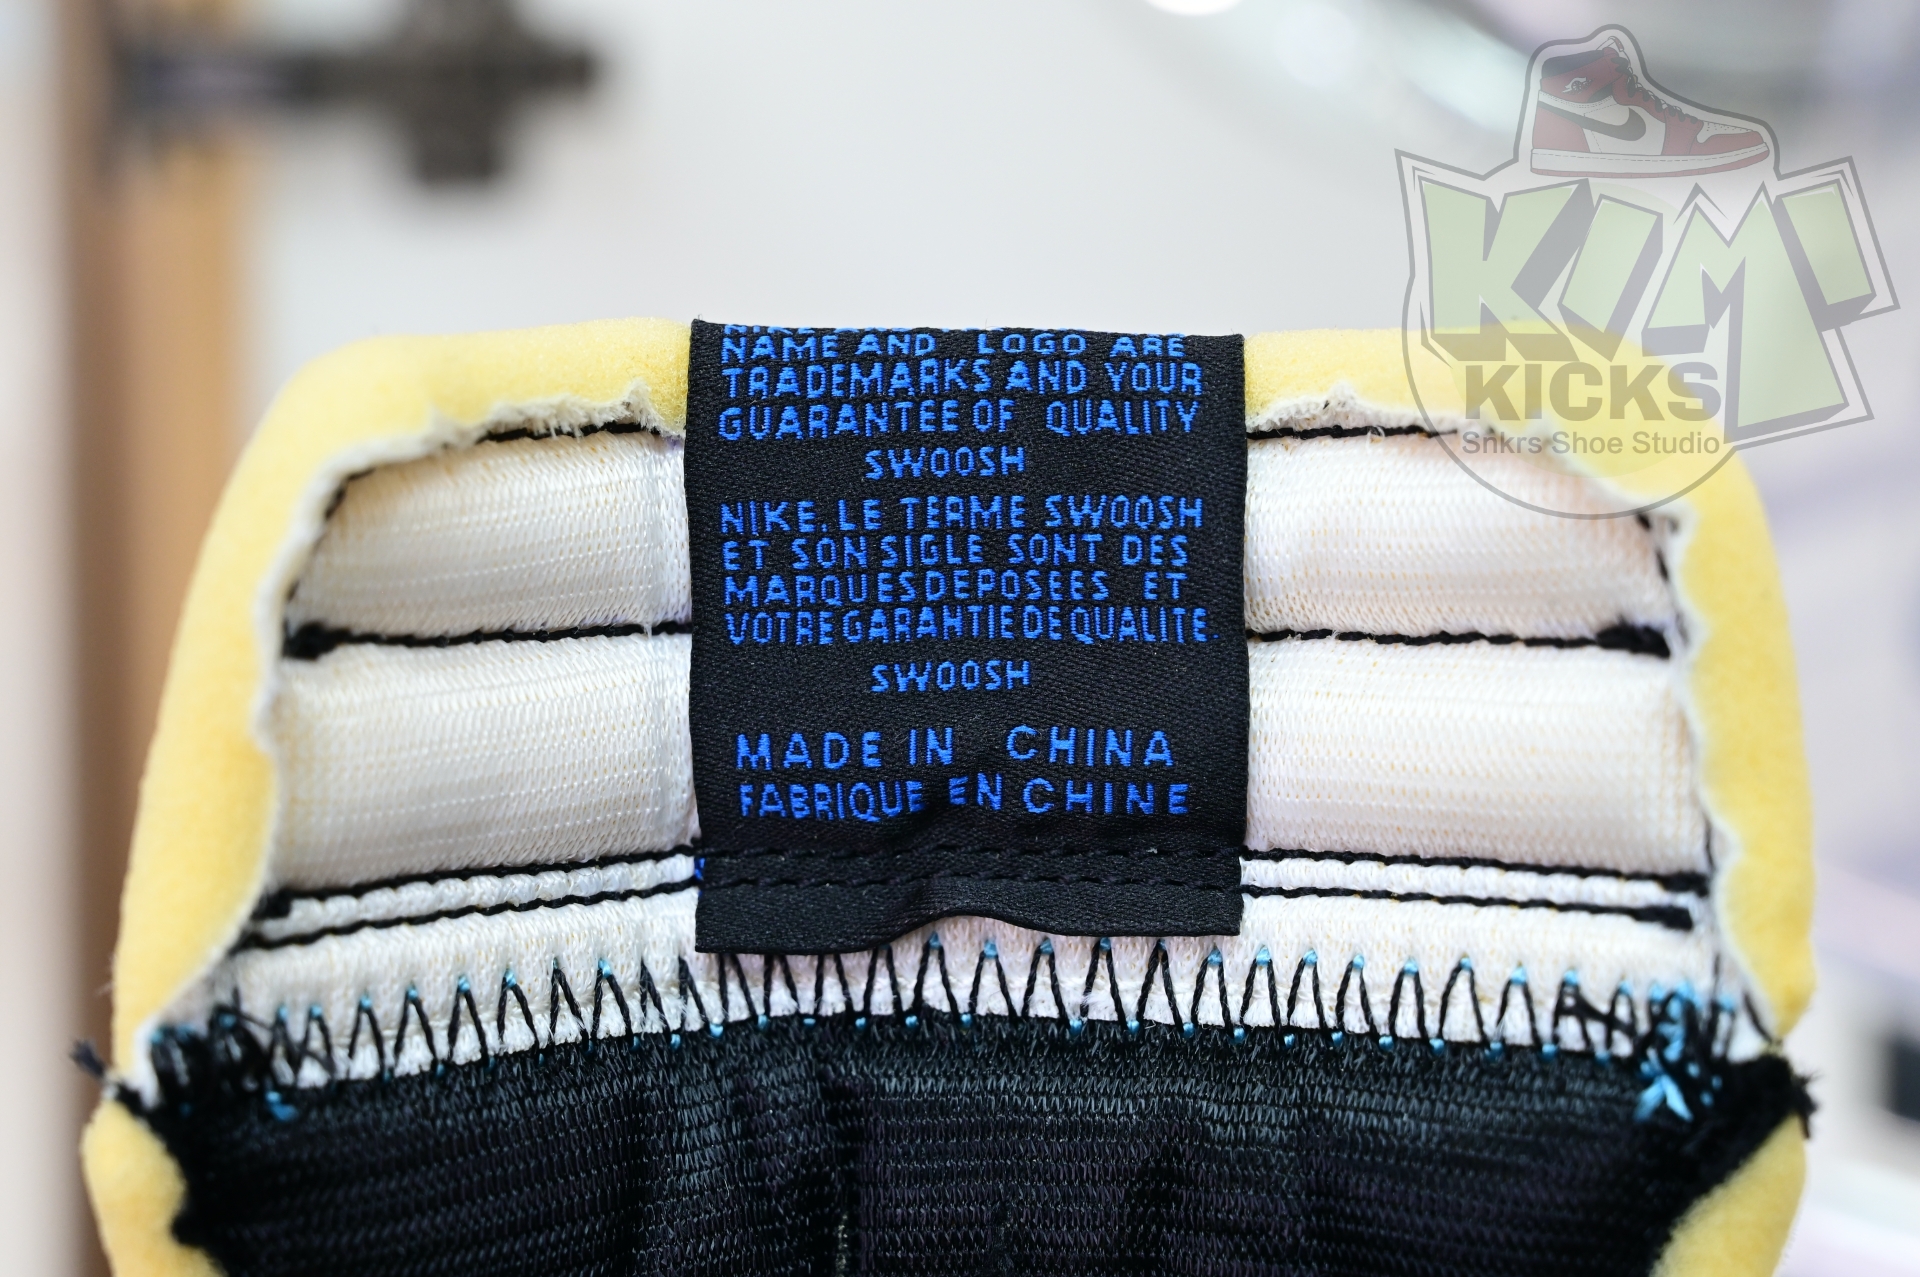 NAME AND LOGO ARE
TRADEMARKS AND YOUR
GUARANTEE OF QUALITY
SWOOSH
NIKE, LE TERME SWOOSH
ET SON SIGLE SONT DES
MARQUES DEPOSEES ET
VOTRE GARANTIE DE QUALITE.
SWOOSH
MADE IN CHINA
FABRIQUE EN CHINE
KIM'
KICKS
Snkrs Shoe Studio